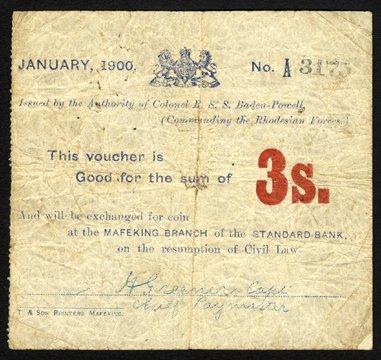 JANUARY, 1900.
No. A 3175
Issued by the Authority of Colonel R. S. S. Baden-Powell,
(Commanding the Rhodesian Forces.)
This voucher is
Good for the sum of
3s.
And will be exchanged for coin
at the MAFEKING BRANCH of the STANDARD BANK,
on the resumption of Civil Law.
H Greener Capt
Chief Paymaster
T. & SON PRINTERS MAFEKING.